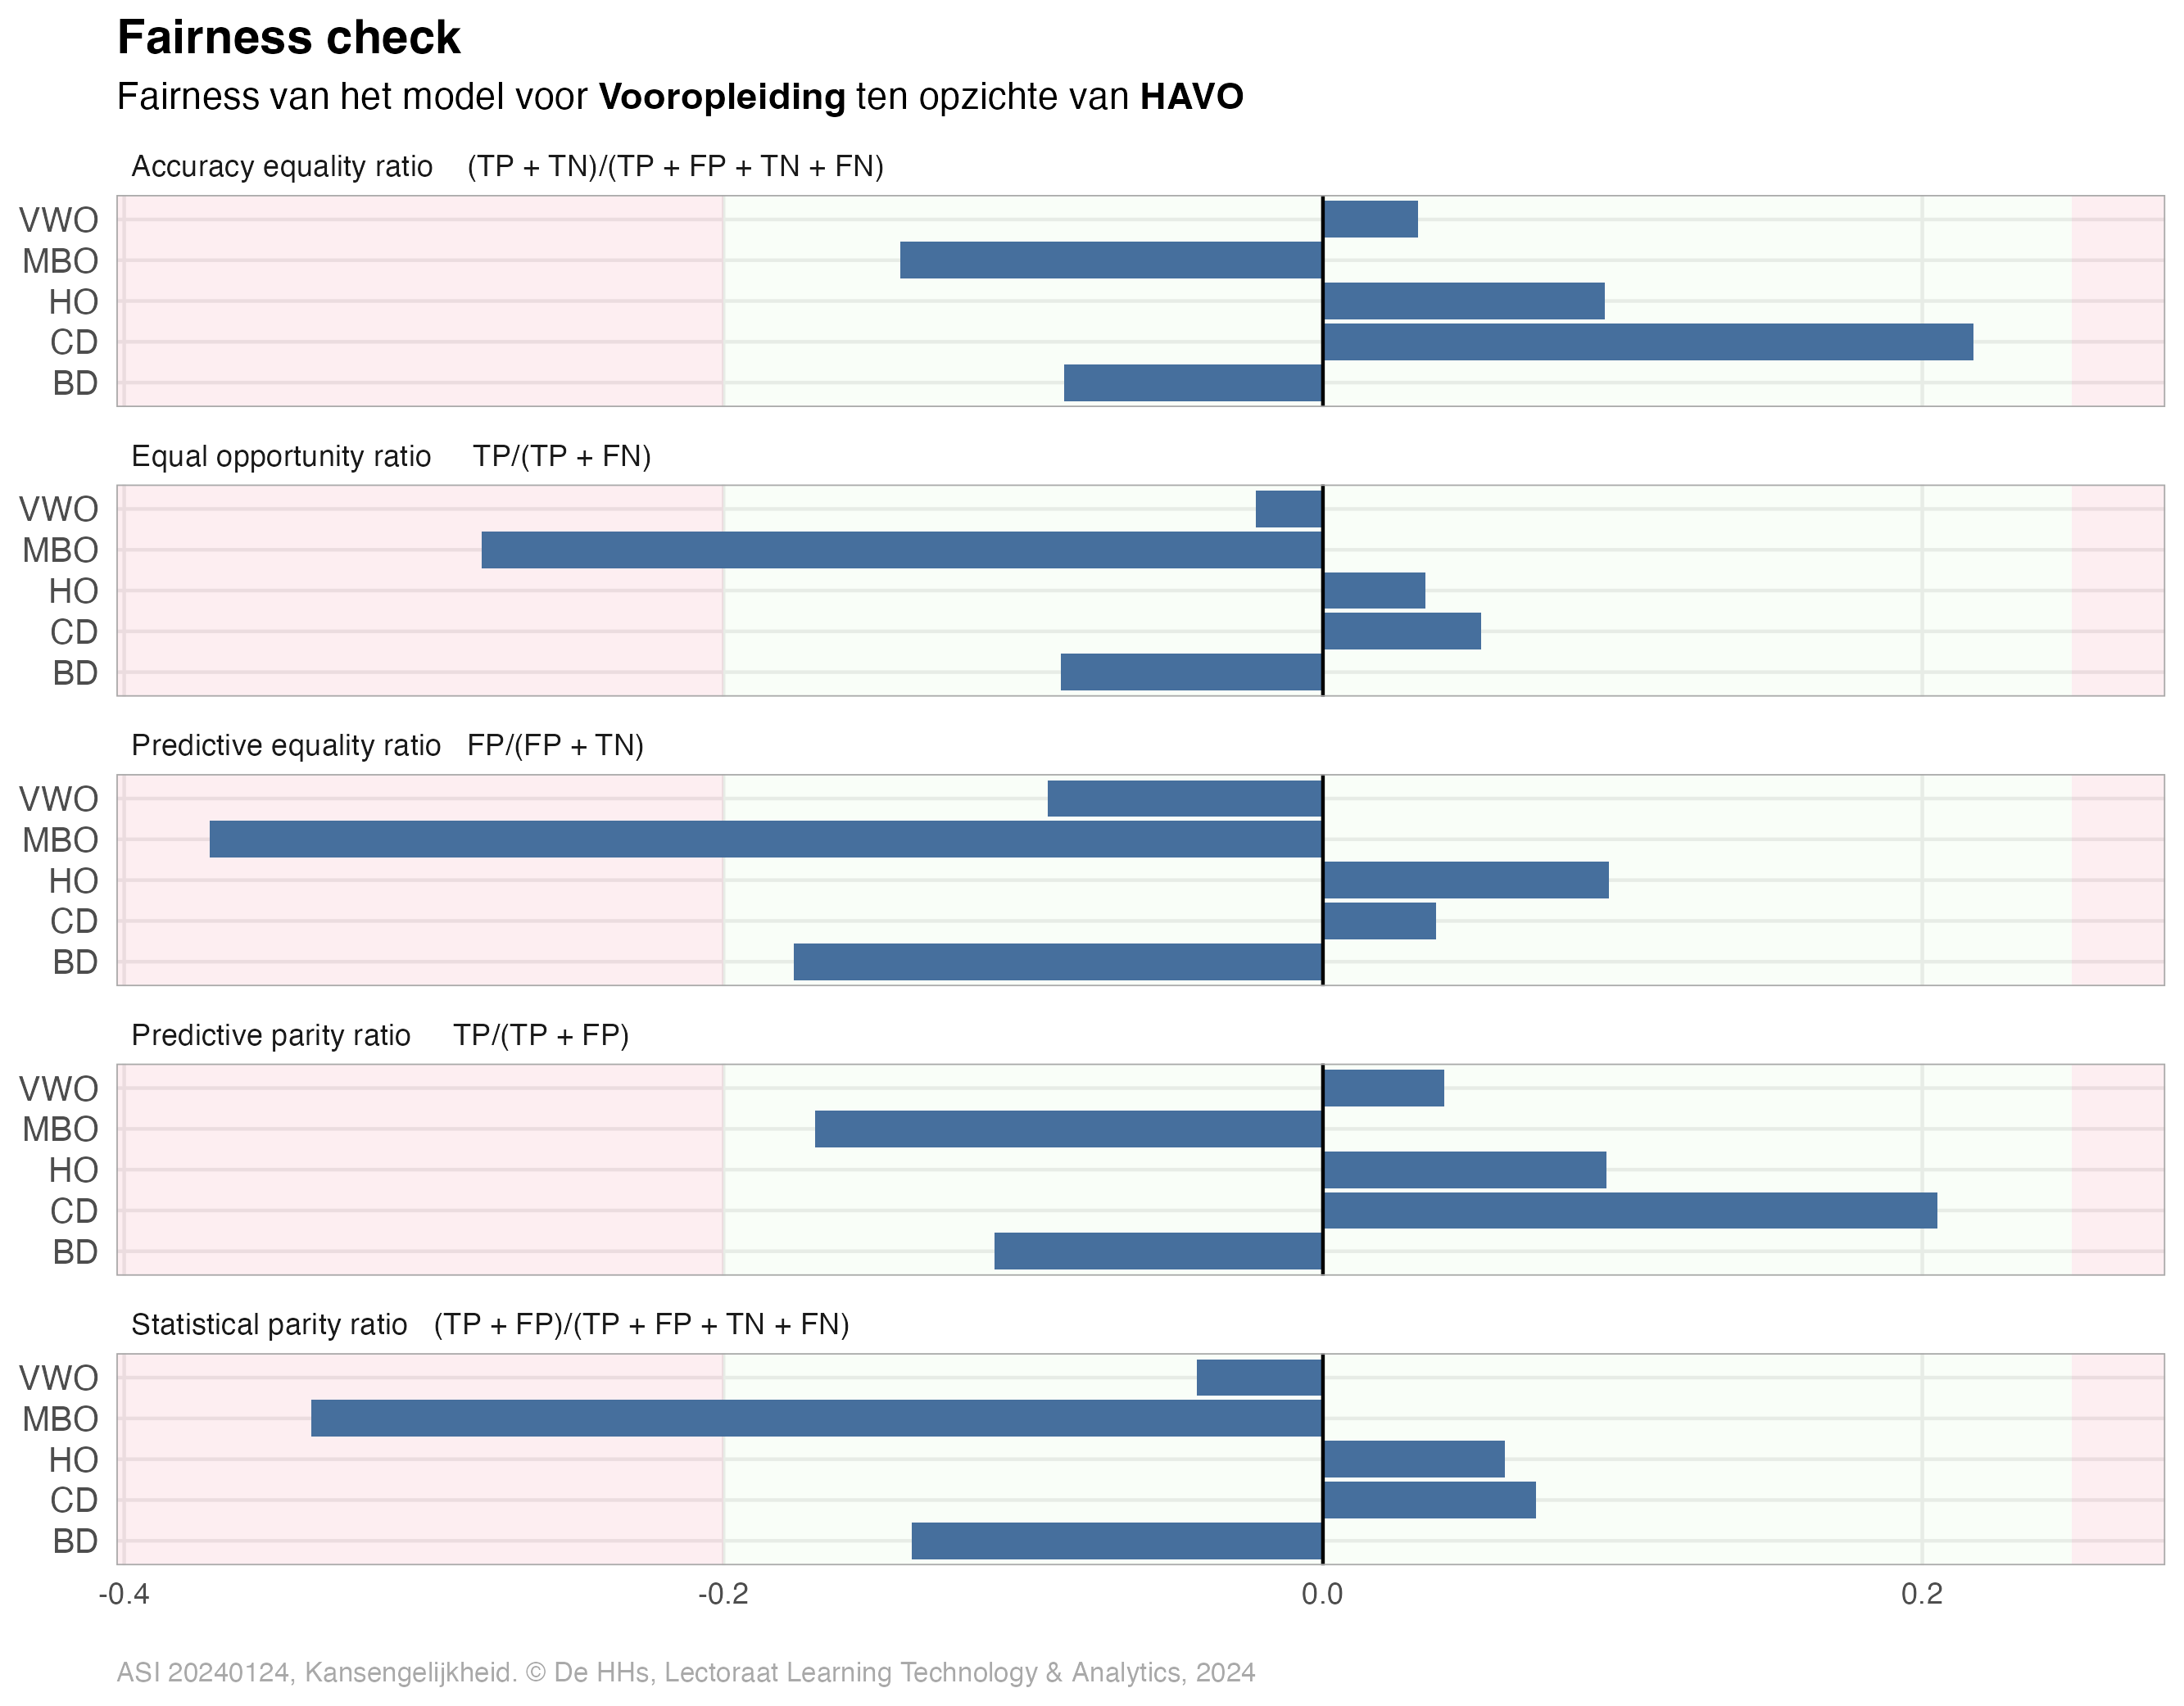 Fairness check
Fairness van het model voor Vooropleiding ten opzichte van HAVO
Accuracy equality ratio (TP + TN)/(TP + FP + TN + FN)
VWO
MBO
HO
CD
BD
Equal opportunity ratio TP/(TP + FN)
VWO
MBO
HO
CD
BD
Predictive equality ratio FP/(FP + TN)
VWO
MBO
HO
CD
BD
Predictive parity ratio TP/(TP + FP)
VWO
MBO
HO
CD
BD
Statistical parity ratio (TP + FP)/(TP + FP + TN + FN)
VWO
MBO
HO
CD
BD
-0.4 -0.2 0.0 0.2
ASI 20240124, Kansengelijkheid. © De HHs, Lectoraat Learning Technology & Analytics, 2024